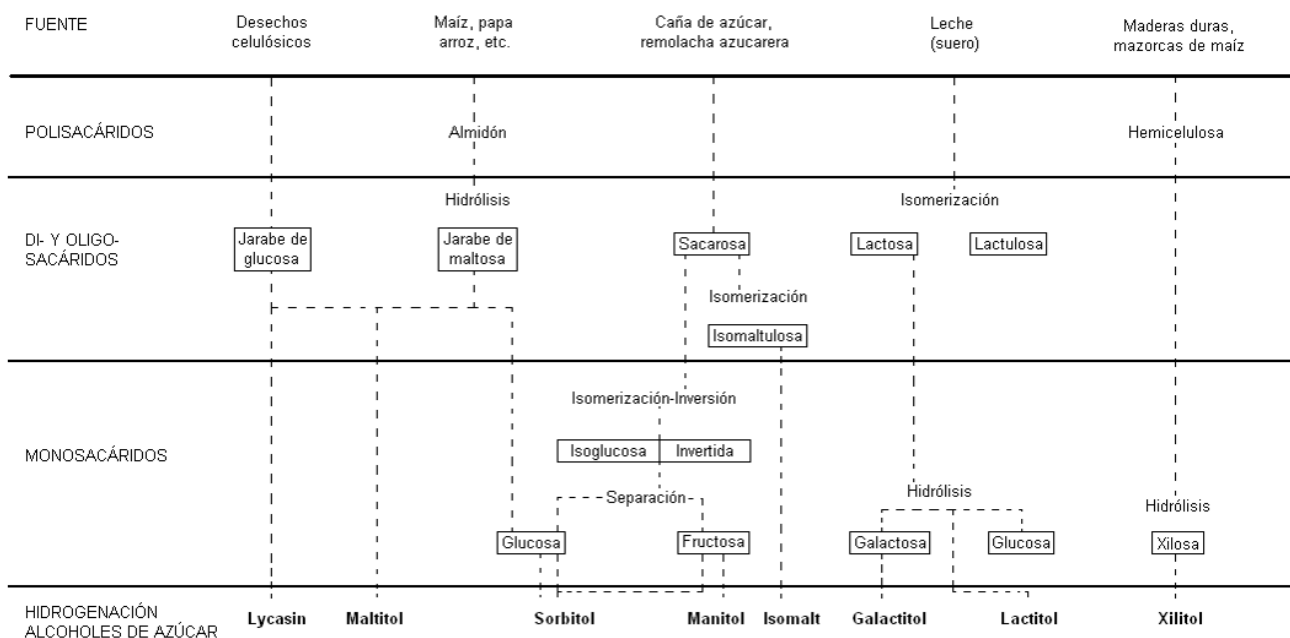 FUENTE
Desechos
celulósicos
Maíz, papa
arroz, etc.
Caña de azúcar,
remolacha azucarera
Leche
(suero)
Maderas duras,
mazorcas de maíz
POLISACÁRIDOS
Almidón
Hemicelulosa
Hidrólisis
Isomerización
DI- Y OLIGO-
SACÁRIDOS
Jarabe de
glucosa
Jarabe de
maltosa
Sacarosa
Lactosa
Lactulosa
Isomerización
Isomaltulosa
Isomerización-Inversión
MONOSACÁRIDOS
Isoglucosa
Invertida
Separación
Hidrólisis
Hidrólisis
Glucosa
Fructosa
Galactosa
Glucosa
Xilosa
HIDROGENACIÓN
ALCOHOLES DE AZÚCAR
Lycasin
Maltitol
Sorbitol
Manitol
Isomalt
Galactitol
Lactitol
Xilitol